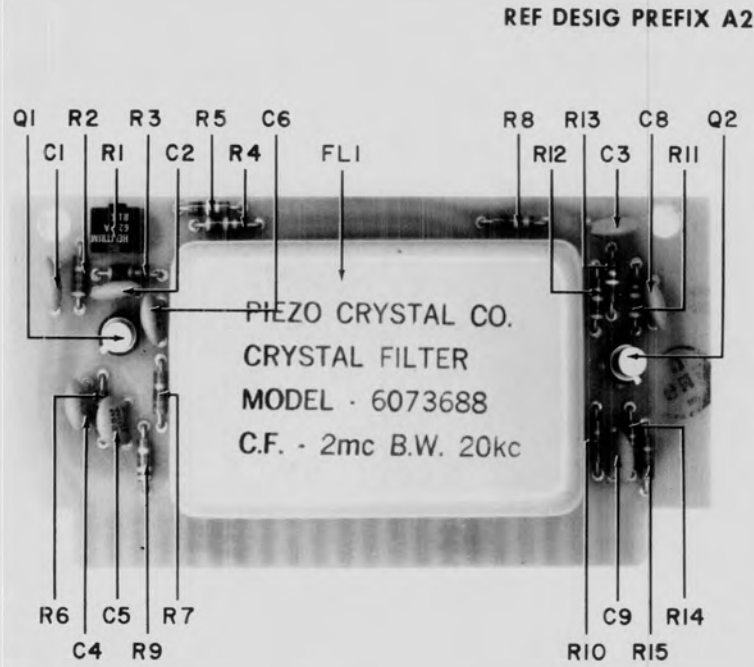 REF DESIG PREFIX A2
Q1 R2 R3 R5 C6 R8 R13 C8 Q2
C1 R1 C2 R4 FL1 R12 C3 R11
PIEZO CRYSTAL CO.
CRYSTAL FILTER
MODEL - 6073688
C.F. - 2mc B.W. 20kc
R6 C5 R7 C9 R14
C4 R9 R10 R15